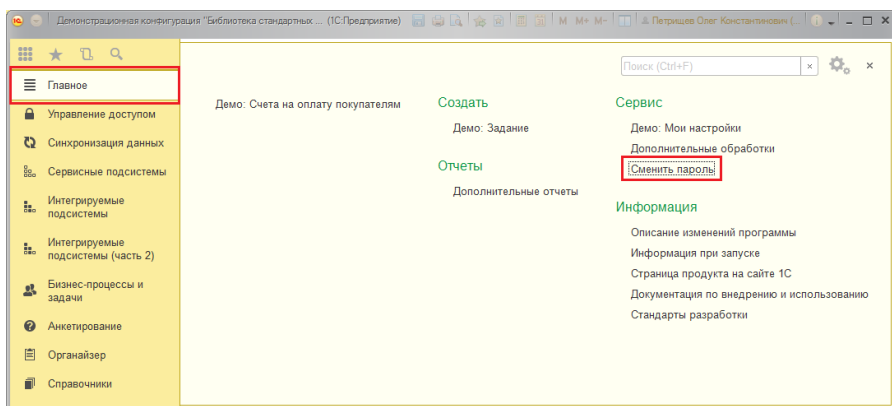 Демонстрационная конфигурация "Библиотека стандартных ... (1С:Предприятие)
M M+ M-
Петрищев Олег Константинович (...
Поиск (Ctrl+F)
Главное
Управление доступом
Синхронизация данных
Сервисные подсистемы
Интегрируемые
подсистемы
Интегрируемые
подсистемы (часть 2)
Бизнес-процессы и
задачи
Анкетирование
Органайзер
Справочники
Демо: Счета на оплату покупателям
Создать
Демо: Задание
Отчеты
Дополнительные отчеты
Сервис
Демо: Мои настройки
Дополнительные обработки
Сменить пароль
Информация
Описание изменений программы
Информация при запуске
Страница продукта на сайте 1С
Документация по внедрению и использованию
Стандарты разработки